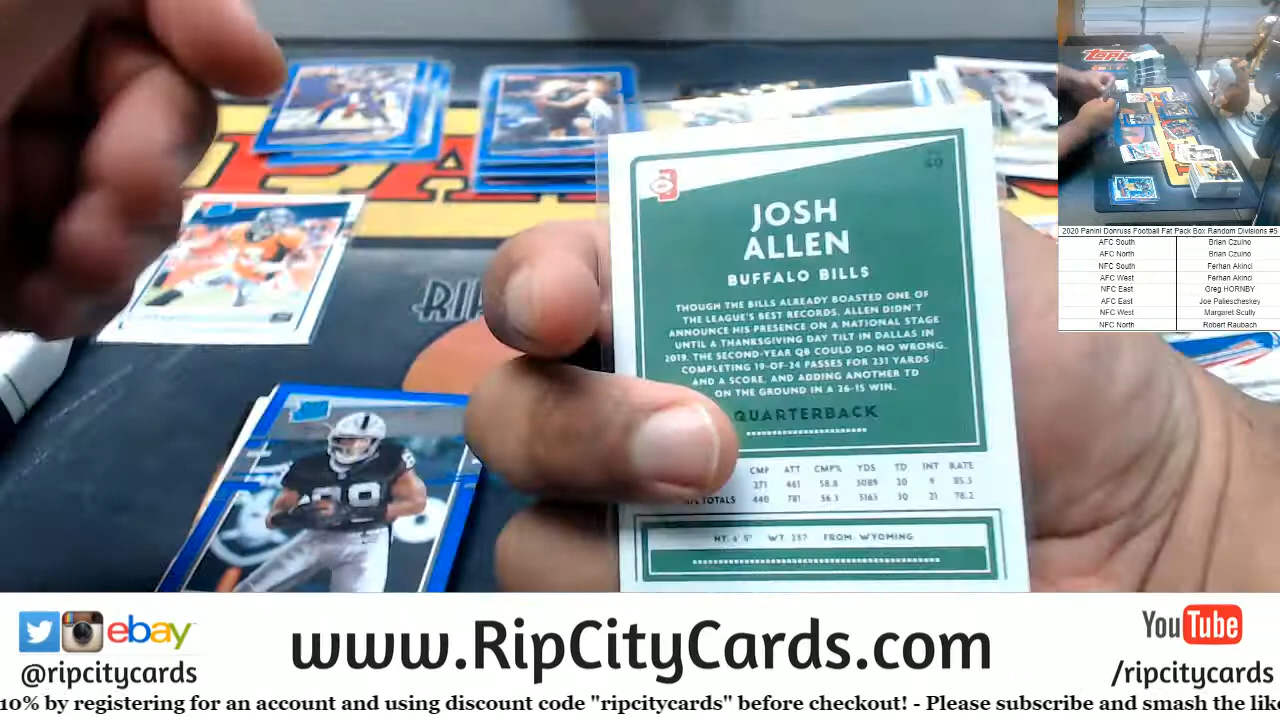 JOSH
ALLEN
BUFFALO BILLS
THOUGH THE BILLS ALREADY BOASTED ONE OF
THE LEAGUE'S BEST RECORDS, ALLEN DIDN'T
ANNOUNCE HIS PRESENCE ON A NATIONAL STAGE
UNTIL A THANKSGIVING DAY TILT IN DALLAS IN
2019. THE SECOND-YEAR QB COULD DO NO WRONG,
COMPLETING 19-OF-24 PASSES FOR 231 YARDS
AND A SCORE, AND ADDING ANOTHER TD
ON THE GROUND IN A 26-15 WIN.
QUARTERBACK
CMP ATT CMP% YDS TD INT RATE
271 461 58.8 3089 20 9 85.3
TOTALS 440 781 56.3 5163 30 21 78.2
HT. 6' 5" WT. 237 FROM WYOMING
2020 Panini Donruss Football Fat Pack Box Random Divisions #5
AFC South Brian Czuino
AFC North Brian Czuino
NFC South Ferhan Akinci
AFC West Ferhan Akinci
NFC East Greg HORNBY
AFC East Joe Paliescheskey
NFC West Margaret Scully
NFC North Robert Raubach
ebay
@ripcitycards
www.RipCityCards.com
YouTube
/ripcitycards
10% by registering for an account and using discount code "ripcitycards" before checkout! - Please subscribe and smash the like